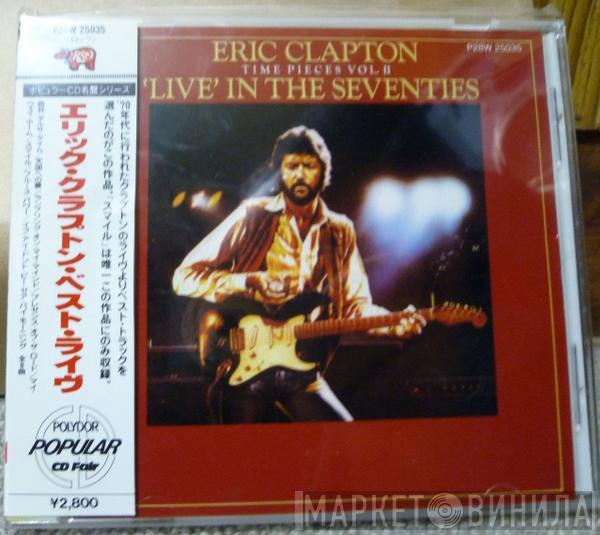 P28W 25035
ポピュラーCD名盤シリーズ
エリック・クラプトン・ベスト・ライヴ
'70年代に行われたクラプトンのライヴよりベスト・トラックを
選んだのがこの作品。"スマイル"は唯一この作品にのみ収録。
POLYDOR
POPULAR
CD Fair
¥2,800
ERIC CLAPTON
TIME PIECES VOL. II
'LIVE' IN THE SEVENTIES
P28W 25035
МАРКЕТ ВИНИЛА